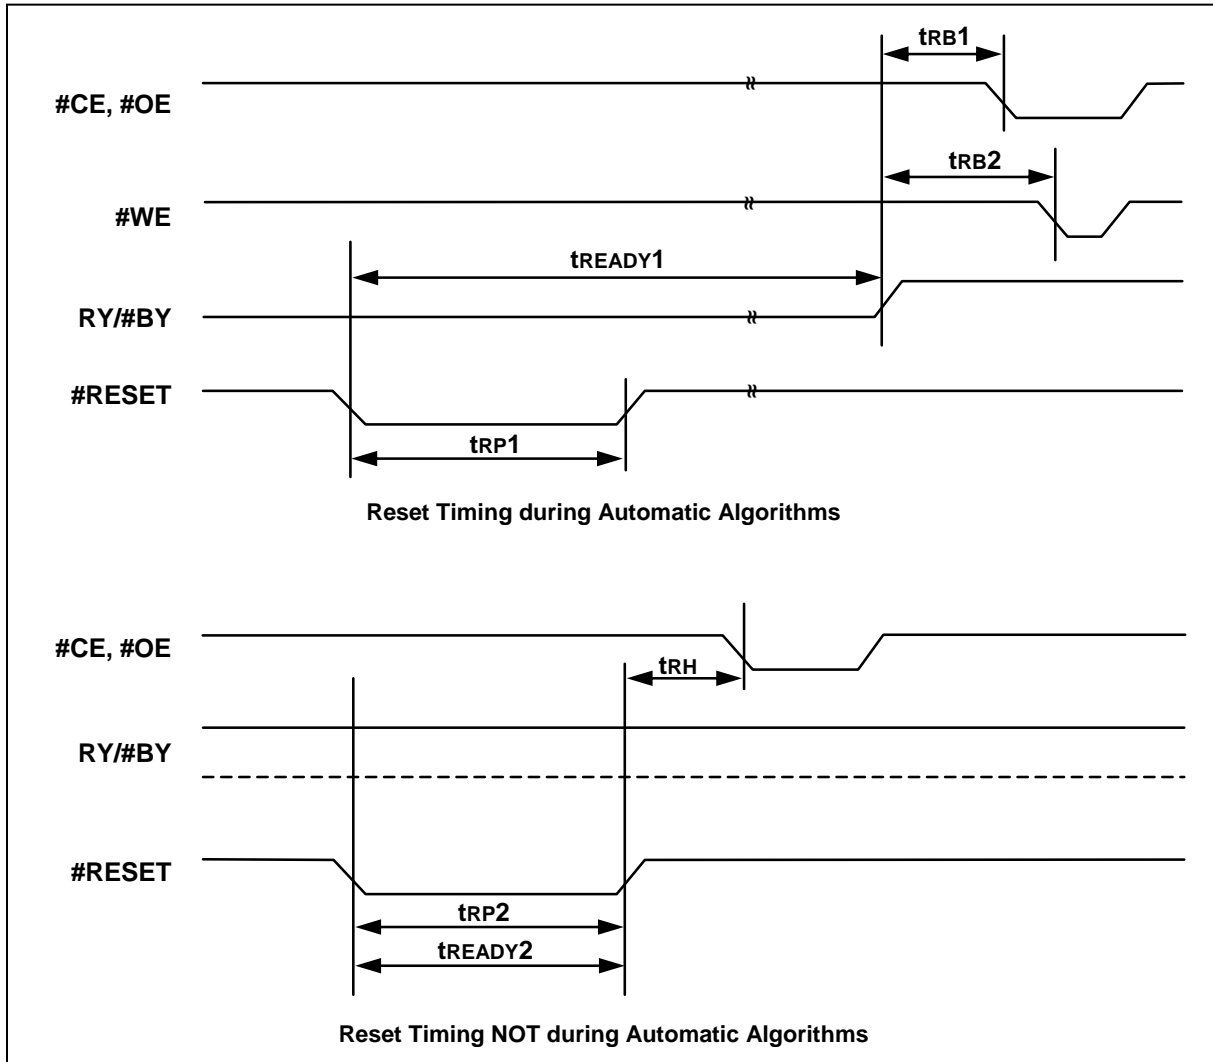 tRB1
#CE, #OE
tRB2
#WE
tREADY1
RY/#BY
#RESET
tRP1
Reset Timing during Automatic Algorithms
#CE, #OE
tRH
RY/#BY
#RESET
tRP2
tREADY2
Reset Timing NOT during Automatic Algorithms